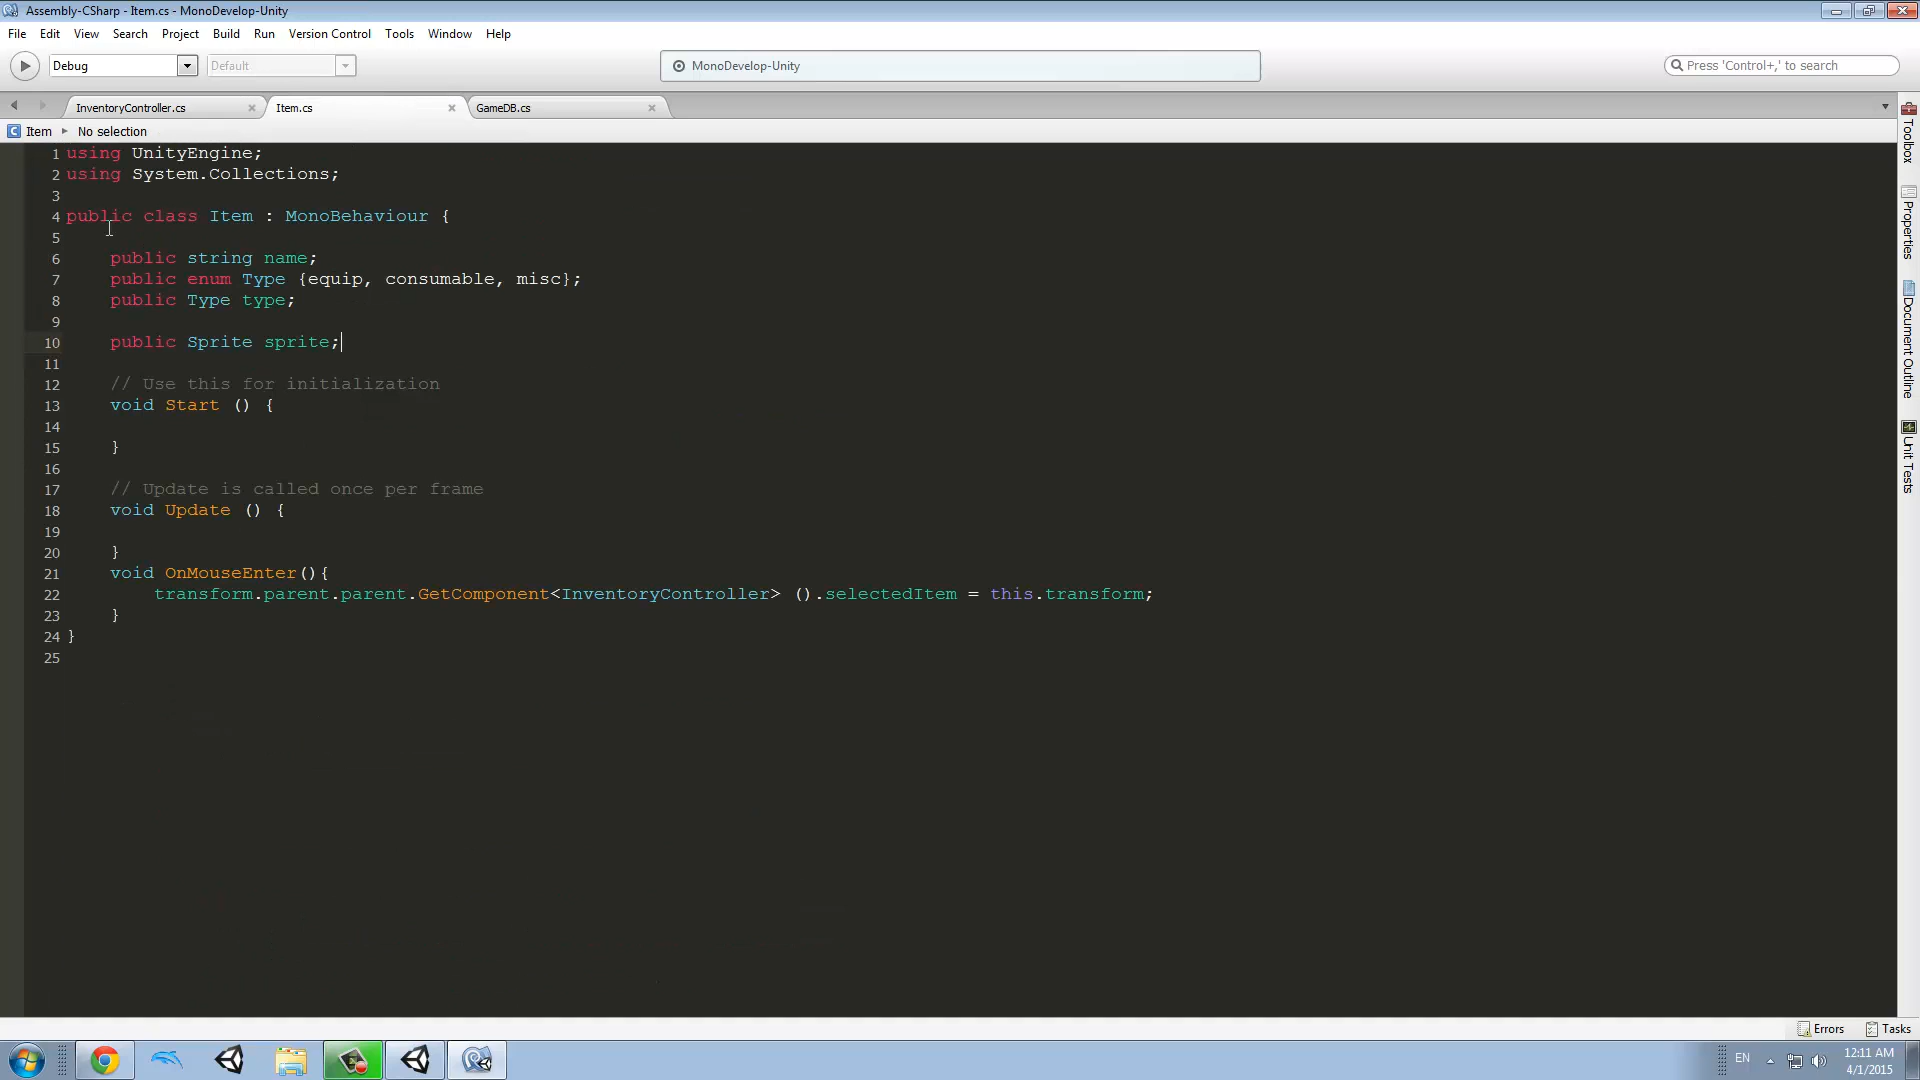 Assembly-CSharp - Item.cs - MonoDevelop-Unity
File Edit View Search Project Build Run Version Control Tools Window Help
Debug Default MonoDevelop-Unity Press 'Control+,' to search
InventoryController.cs Item.cs GameDB.cs
Item No selection
1 using UnityEngine;
2 using System.Collections;
3
4 public class Item : MonoBehaviour {
5
6 public string name;
7 public enum Type {equip, consumable, misc};
8 public Type type;
9
10 public Sprite sprite;
11
12 // Use this for initialization
13 void Start () {
14
15 }
16
17 // Update is called once per frame
18 void Update () {
19
20 }
21 void OnMouseEnter(){
22 transform.parent.parent.GetComponent<InventoryController> ().selectedItem = this.transform;
23 }
24 }
25
Toolbox
Properties
Document Outline
Unit Tests
Errors Tasks
EN 12:11 AM
4/1/2015